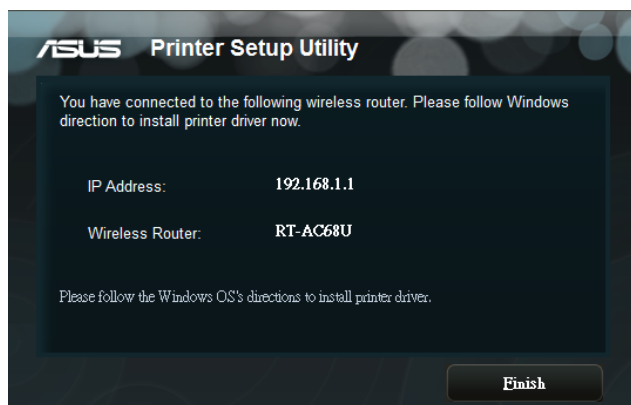 ASUS Printer Setup Utility
You have connected to the following wireless router. Please follow Windows
direction to install printer driver now.
IP Address: 192.168.1.1
Wireless Router: RT-AC68U
Please follow the Windows OS's directions to install printer driver.
Finish